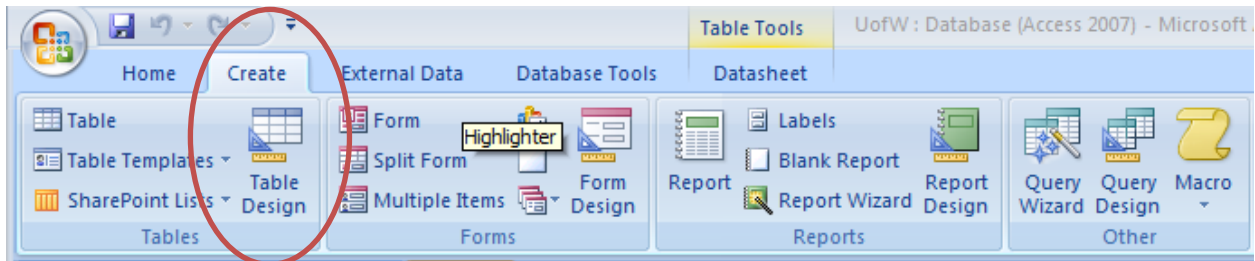 Table Tools UofW : Database (Access 2007) - Microsoft
Home Create External Data Database Tools Datasheet
Table
Table Templates
SharePoint Lists
Table
Design
Tables
Form
Split Form
Multiple Items
Highlighter
Form
Design
Forms
Report
Labels
Blank Report
Report Wizard
Report
Design
Reports
Query
Wizard
Query
Design
Macro
Other